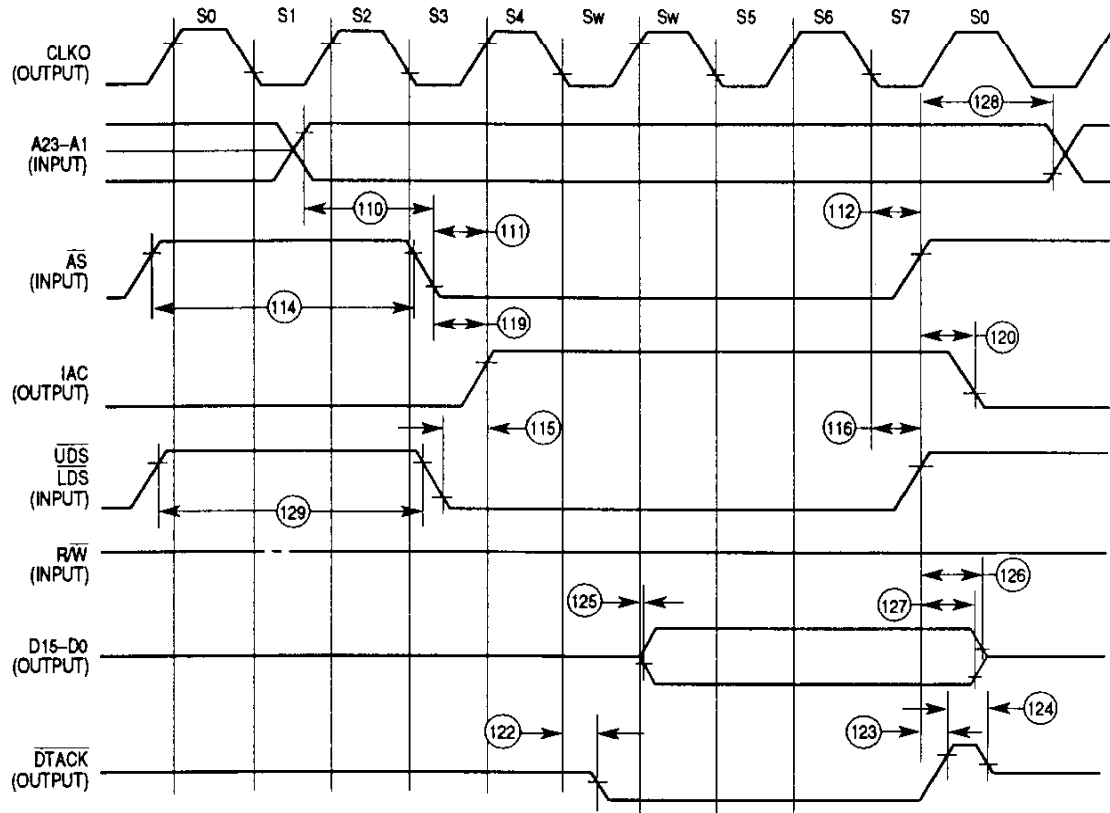 S0 S1 S2 S3 S4 Sw Sw S5 S6 S7 S0
CLKO
(OUTPUT)
128
A23–A1
(INPUT)
110 111 112
AS
(INPUT)
114 119 120
IAC
(OUTPUT)
115 116
UDS
LDS
(INPUT)
129
R/W
(INPUT)
126
125 127
D15–D0
(OUTPUT)
124
122 123
DTACK
(OUTPUT)